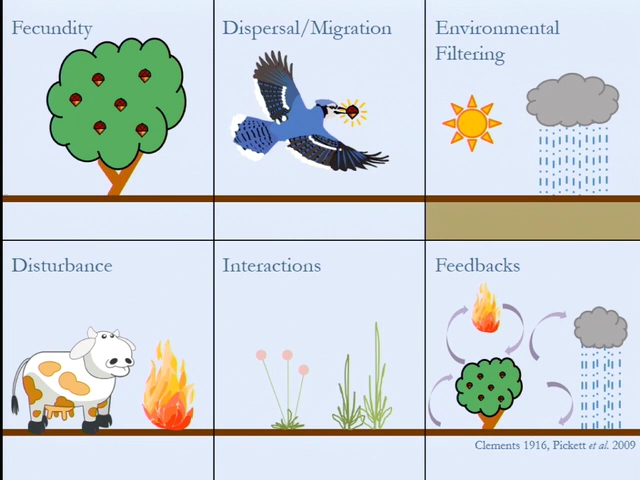 Fecundity
Dispersal/Migration
Environmental
Filtering
Disturbance
Interactions
Feedbacks
Clements 1916, Pickett et al. 2009